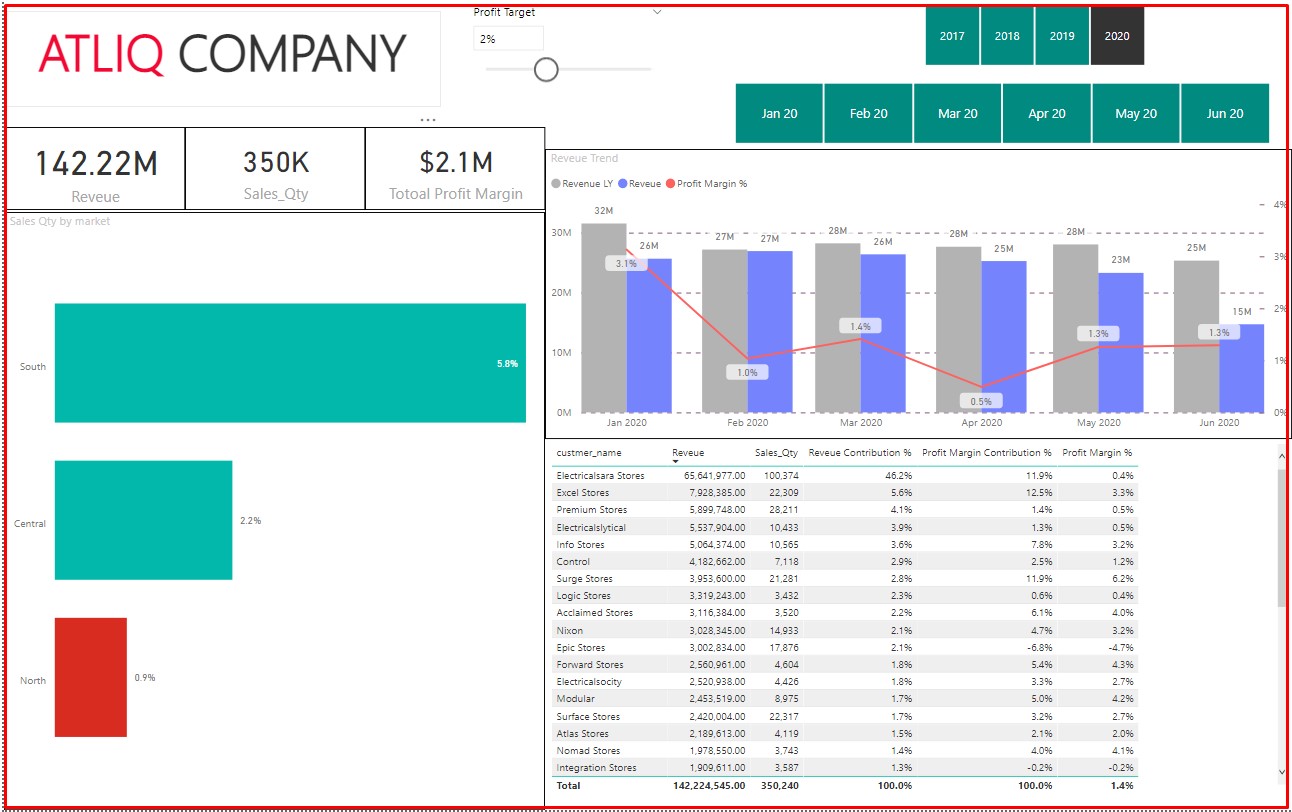 ATLIQ COMPANY
Profit Target
2%
2017 2018 2019 2020
Jan 20 Feb 20 Mar 20 Apr 20 May 20 Jun 20
142.22M
Reveue
350K
Sales_Qty
$2.1M
Totoal Profit Margin
Sales Qty by market
South 5.8%
Central 2.2%
North 0.9%
Reveue Trend
Revenue LY Reveue Profit Margin %
32M 26M 27M 27M 28M 26M 28M 25M 28M 23M 25M 15M
30M
20M
10M
0M
4%
3%
2%
1%
0%
3.1% 1.0% 1.4% 0.5% 1.3% 1.3%
Jan 2020 Feb 2020 Mar 2020 Apr 2020 May 2020 Jun 2020
custmer_name Reveue Sales_Qty Reveue Contribution % Profit Margin Contribution % Profit Margin %
Electricalsara Stores 65,641,977.00 100,374 46.2% 11.9% 0.4%
Excel Stores 7,928,385.00 22,309 5.6% 12.5% 3.3%
Premium Stores 5,899,748.00 28,211 4.1% 1.4% 0.5%
Electricalslytical 5,537,904.00 10,433 3.9% 1.3% 0.5%
Info Stores 5,064,374.00 10,565 3.6% 7.8% 3.2%
Control 4,182,662.00 7,118 2.9% 2.5% 1.2%
Surge Stores 3,953,600.00 21,281 2.8% 11.9% 6.2%
Logic Stores 3,319,243.00 3,432 2.3% 0.6% 0.4%
Acclaimed Stores 3,116,384.00 3,520 2.2% 6.1% 4.0%
Nixon 3,028,345.00 14,933 2.1% 4.7% 3.2%
Epic Stores 3,002,834.00 17,876 2.1% -6.8% -4.7%
Forward Stores 2,560,961.00 4,604 1.8% 5.4% 4.3%
Electricalsocity 2,520,938.00 4,426 1.8% 3.3% 2.7%
Modular 2,453,519.00 8,975 1.7% 5.0% 4.2%
Surface Stores 2,420,004.00 22,317 1.7% 3.2% 2.7%
Atlas Stores 2,189,613.00 4,119 1.5% 2.1% 2.0%
Nomad Stores 1,978,550.00 3,743 1.4% 4.0% 4.1%
Integration Stores 1,909,611.00 3,587 1.3% -0.2% -0.2%
Total 142,224,545.00 350,240 100.0% 100.0% 1.4%